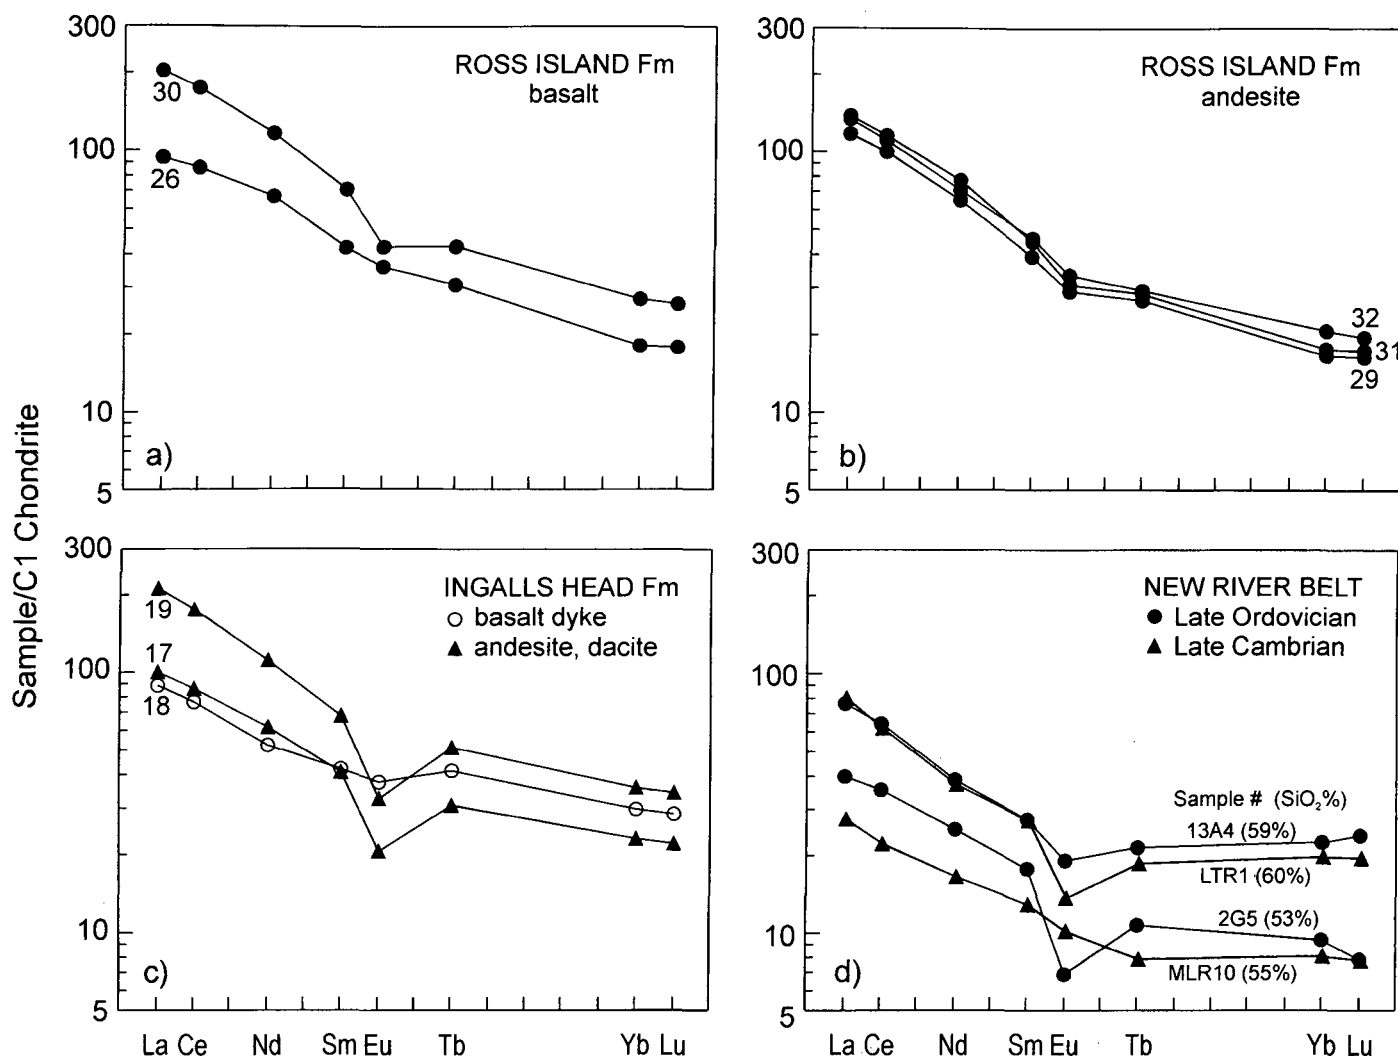 Sample/C1 Chondrite
300
100
10
5
ROSS ISLAND Fm
basalt
30
26
a)
300
100
10
5
ROSS ISLAND Fm
andesite
32
31
29
b)
300
100
10
5
INGALLS HEAD Fm
basalt dyke
andesite, dacite
19
17
18
c)
La Ce Nd Sm Eu Tb Yb Lu
300
100
10
5
NEW RIVER BELT
Late Ordovician
Late Cambrian
Sample # (SiO₂%)
13A4 (59%)
LTR1 (60%)
2G5 (53%)
MLR10 (55%)
d)
La Ce Nd Sm Eu Tb Yb Lu